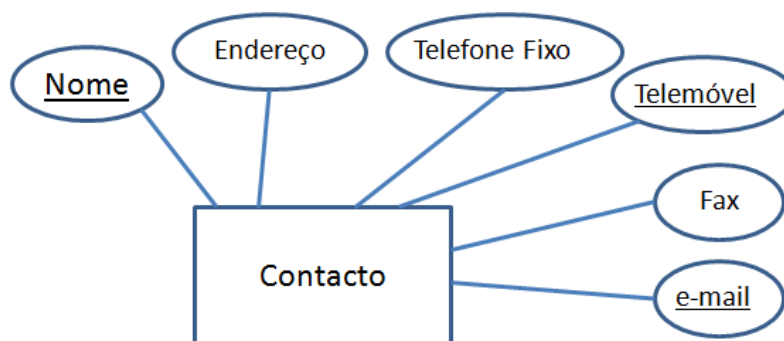 Nome
Endereço
Telefone Fixo
Telemóvel
Fax
Contacto
e-mail